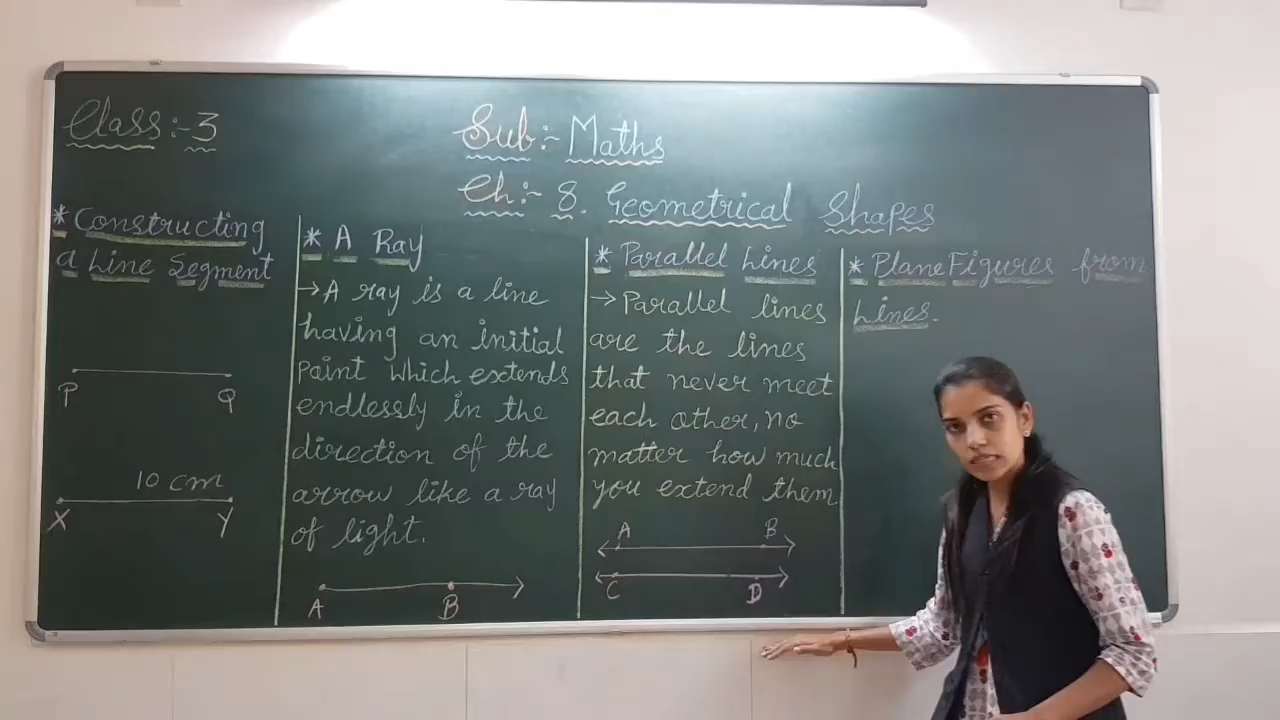 Class:- 3
Sub:- Maths
Ch:- 8. Geometrical Shapes
* Constructing
a Line Segment
P Q
10 cm
X Y
* A Ray
→ A ray is a line
having an initial
point which extends
endlessly in the
direction of the
arrow like a ray
of light.
A B
* Parallel Lines
→ Parallel lines
are the lines
that never meet
each other, no
matter how much
you extend them.
A B
C D
* Plane Figures from
Lines.